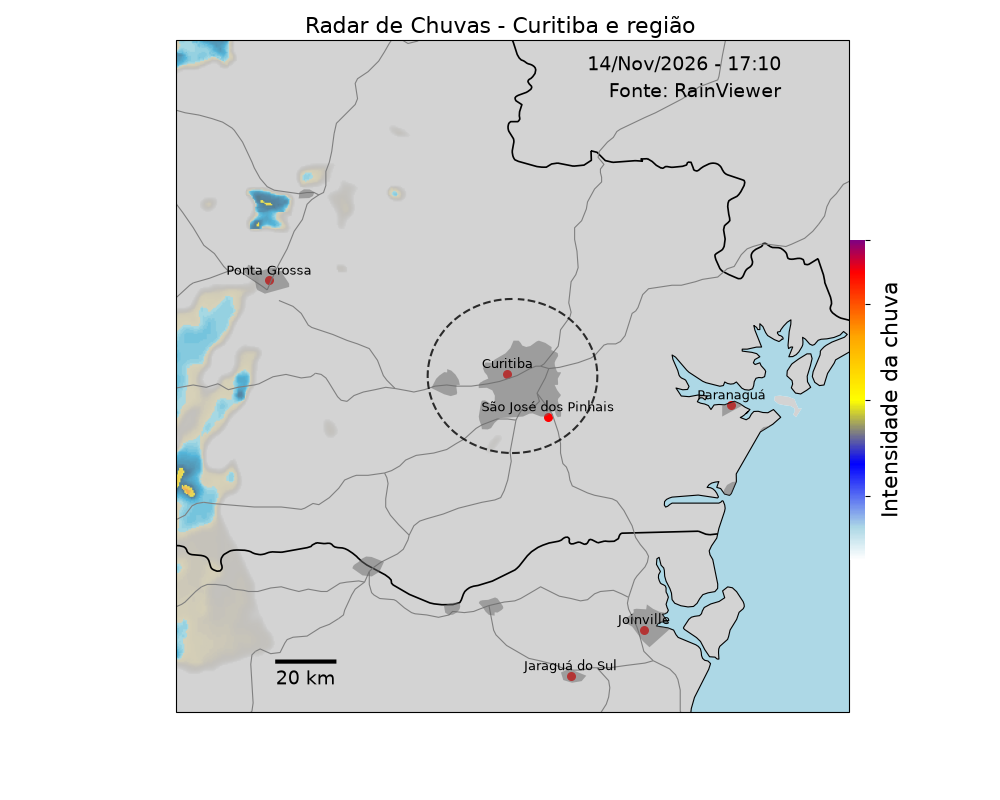 Radar de Chuvas - Curitiba e região
14/Nov/2026 - 17:10
Fonte: RainViewer
Ponta Grossa
Curitiba
São José dos Pinhais
Paranaguá
Intensidade da chuva
Joinville
Jaraguá do Sul
20 km